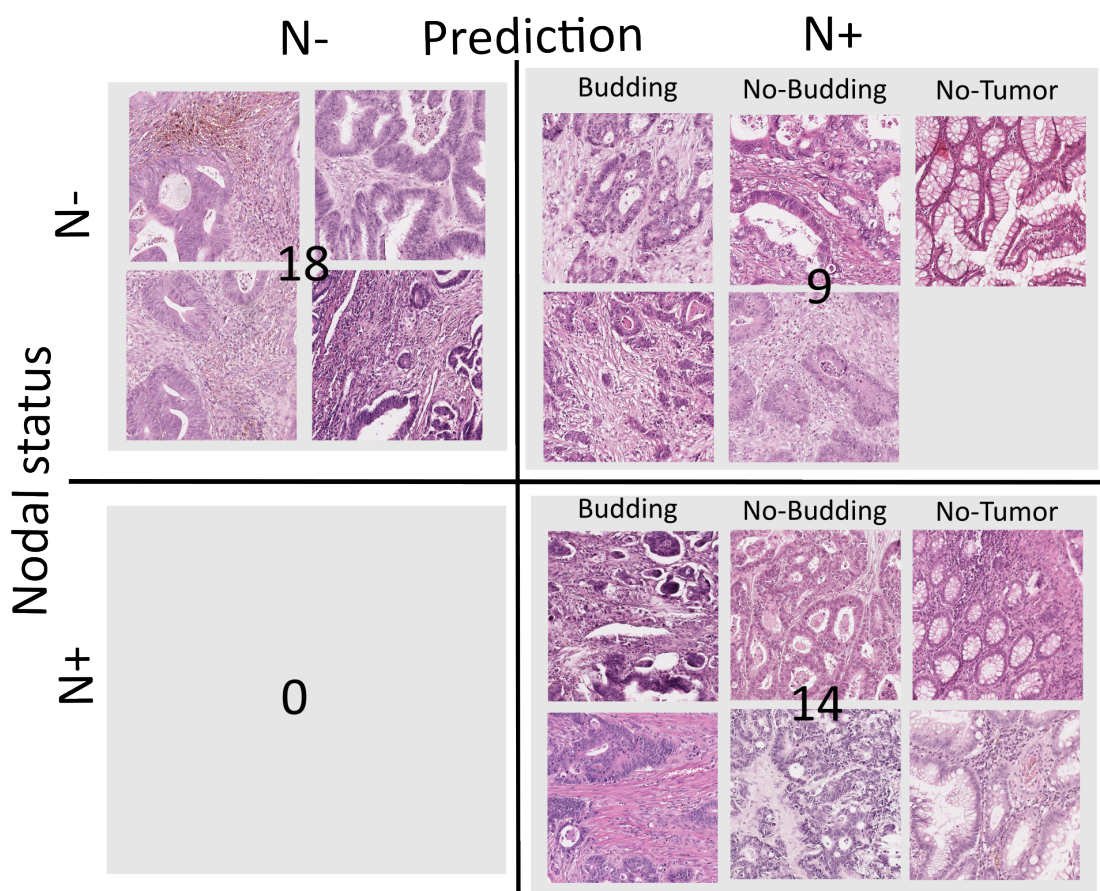 N- Prediction N+
Budding No-Budding No-Tumor
N-
18
9
Nodal status
Budding No-Budding No-Tumor
N+
0
14